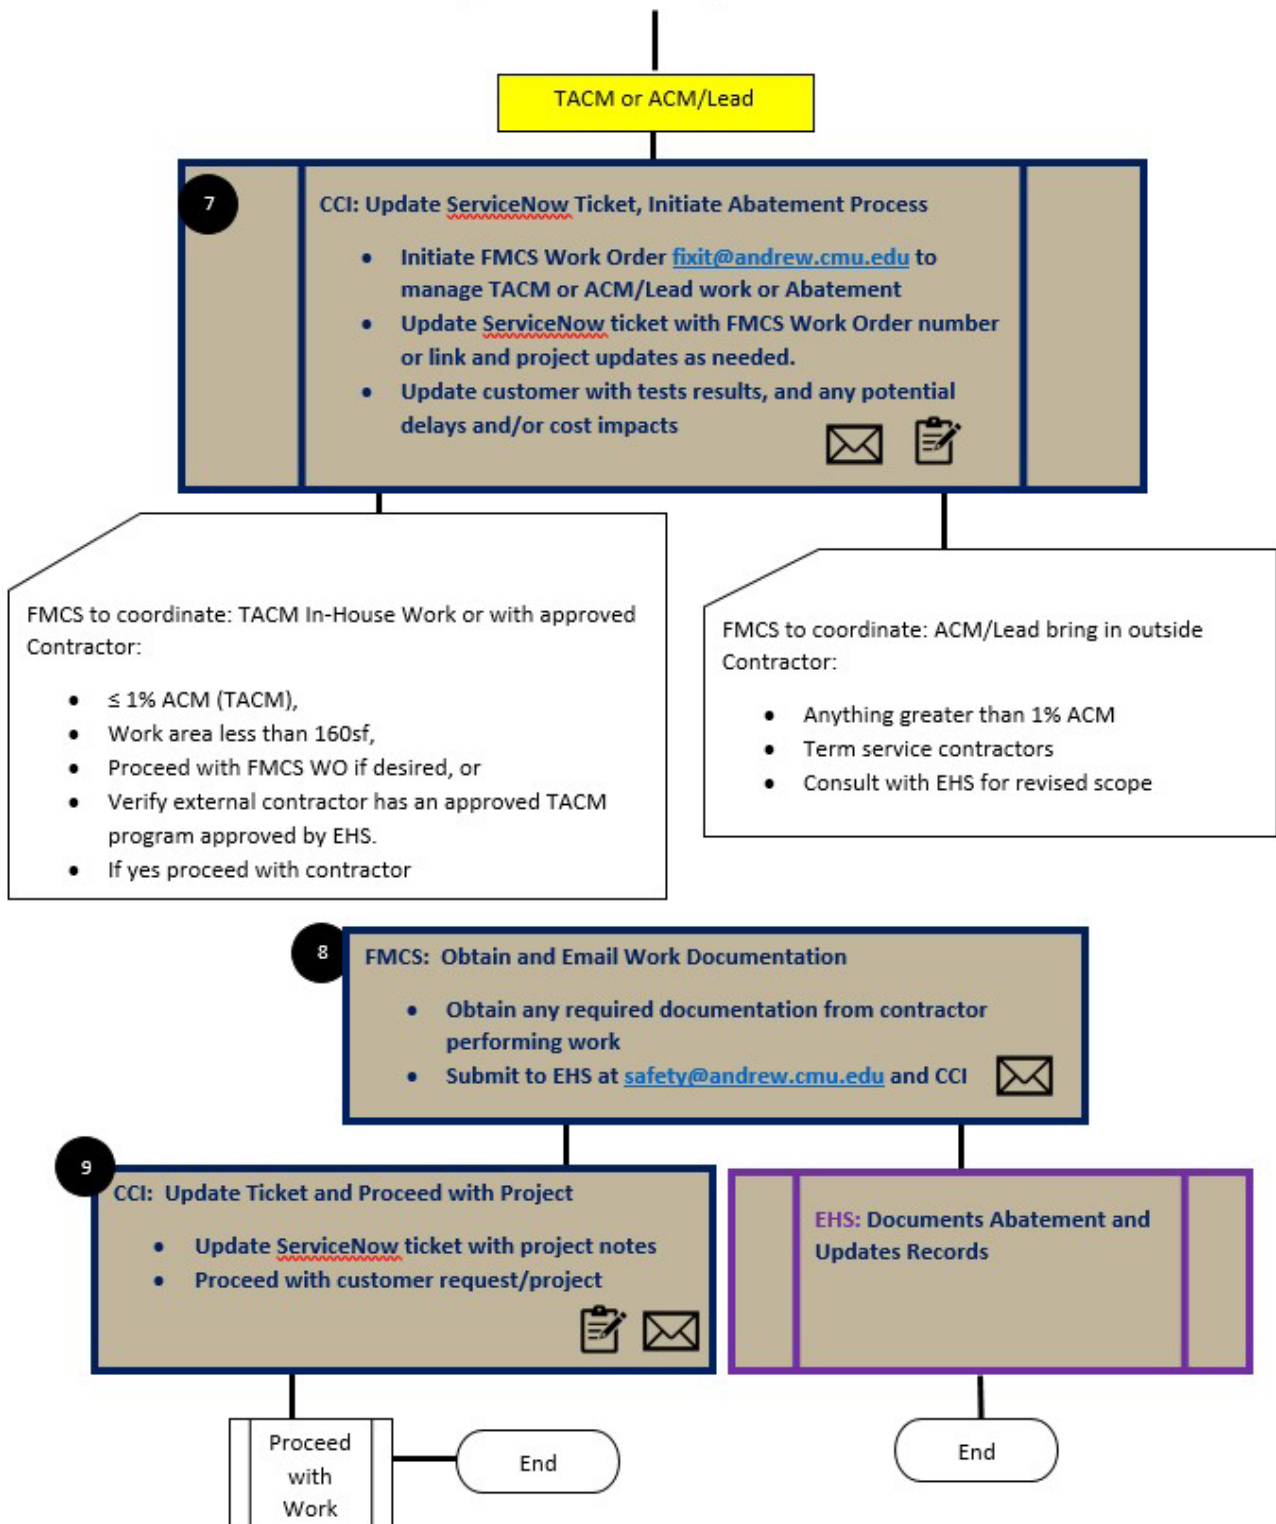 TACM or ACM/Lead
7
CCI: Update ServiceNow Ticket, Initiate Abatement Process
• Initiate FMCS Work Order fixit@andrew.cmu.edu to
manage TACM or ACM/Lead work or Abatement
• Update ServiceNow ticket with FMCS Work Order number
or link and project updates as needed.
• Update customer with tests results, and any potential
delays and/or cost impacts
FMCS to coordinate: TACM In-House Work or with approved
Contractor:
• ≤ 1% ACM (TACM),
• Work area less than 160sf,
• Proceed with FMCS WO if desired, or
• Verify external contractor has an approved TACM
program approved by EHS.
• If yes proceed with contractor
FMCS to coordinate: ACM/Lead bring in outside
Contractor:
• Anything greater than 1% ACM
• Term service contractors
• Consult with EHS for revised scope
8
FMCS: Obtain and Email Work Documentation
• Obtain any required documentation from contractor
performing work
• Submit to EHS at safety@andrew.cmu.edu and CCI
9
CCI: Update Ticket and Proceed with Project
• Update ServiceNow ticket with project notes
• Proceed with customer request/project
EHS: Documents Abatement and
Updates Records
Proceed
with
Work
End
End